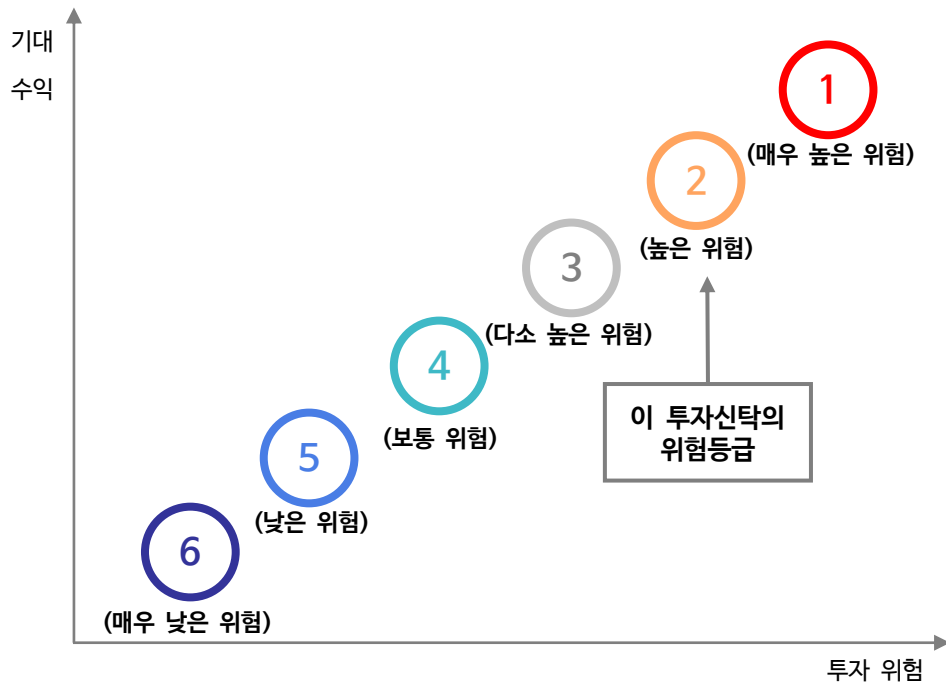 기대
수익
1
(매우 높은 위험)
2
(높은 위험)
3
(다소 높은 위험)
4
(보통 위험)
이 투자신탁의
위험등급
5
(낮은 위험)
6
(매우 낮은 위험)
투자 위험